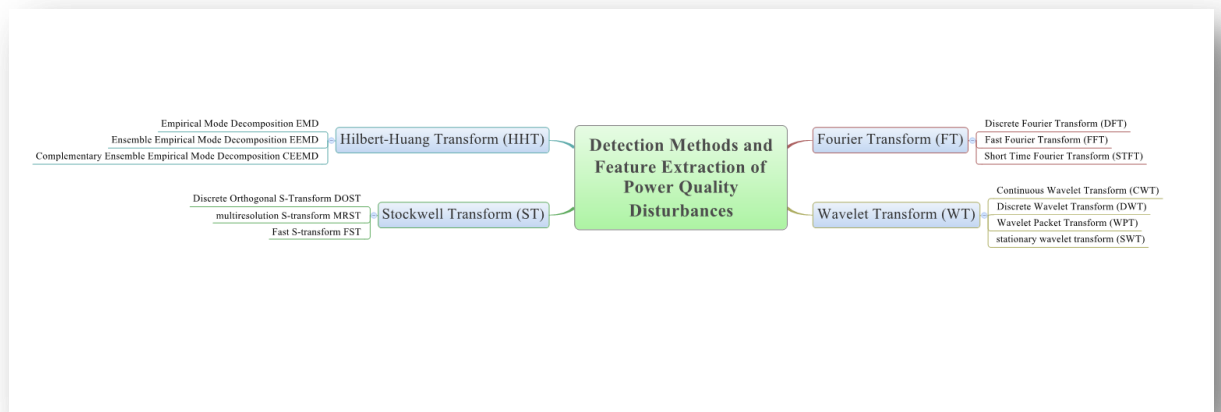 Detection Methods and
Feature Extraction of
Power Quality
Disturbances
Hilbert-Huang Transform (HHT)
Empirical Mode Decomposition EMD
Ensemble Empirical Mode Decomposition EEMD
Complementary Ensemble Empirical Mode Decomposition CEEMD
Stockwell Transform (ST)
Discrete Orthogonal S-Transform DOST
multiresolution S-transform MRST
Fast S-transform FST
Fourier Transform (FT)
Discrete Fourier Transform (DFT)
Fast Fourier Transform (FFT)
Short Time Fourier Transform (STFT)
Wavelet Transform (WT)
Continuous Wavelet Transform (CWT)
Discrete Wavelet Transform (DWT)
Wavelet Packet Transform (WPT)
stationary wavelet transform (SWT)